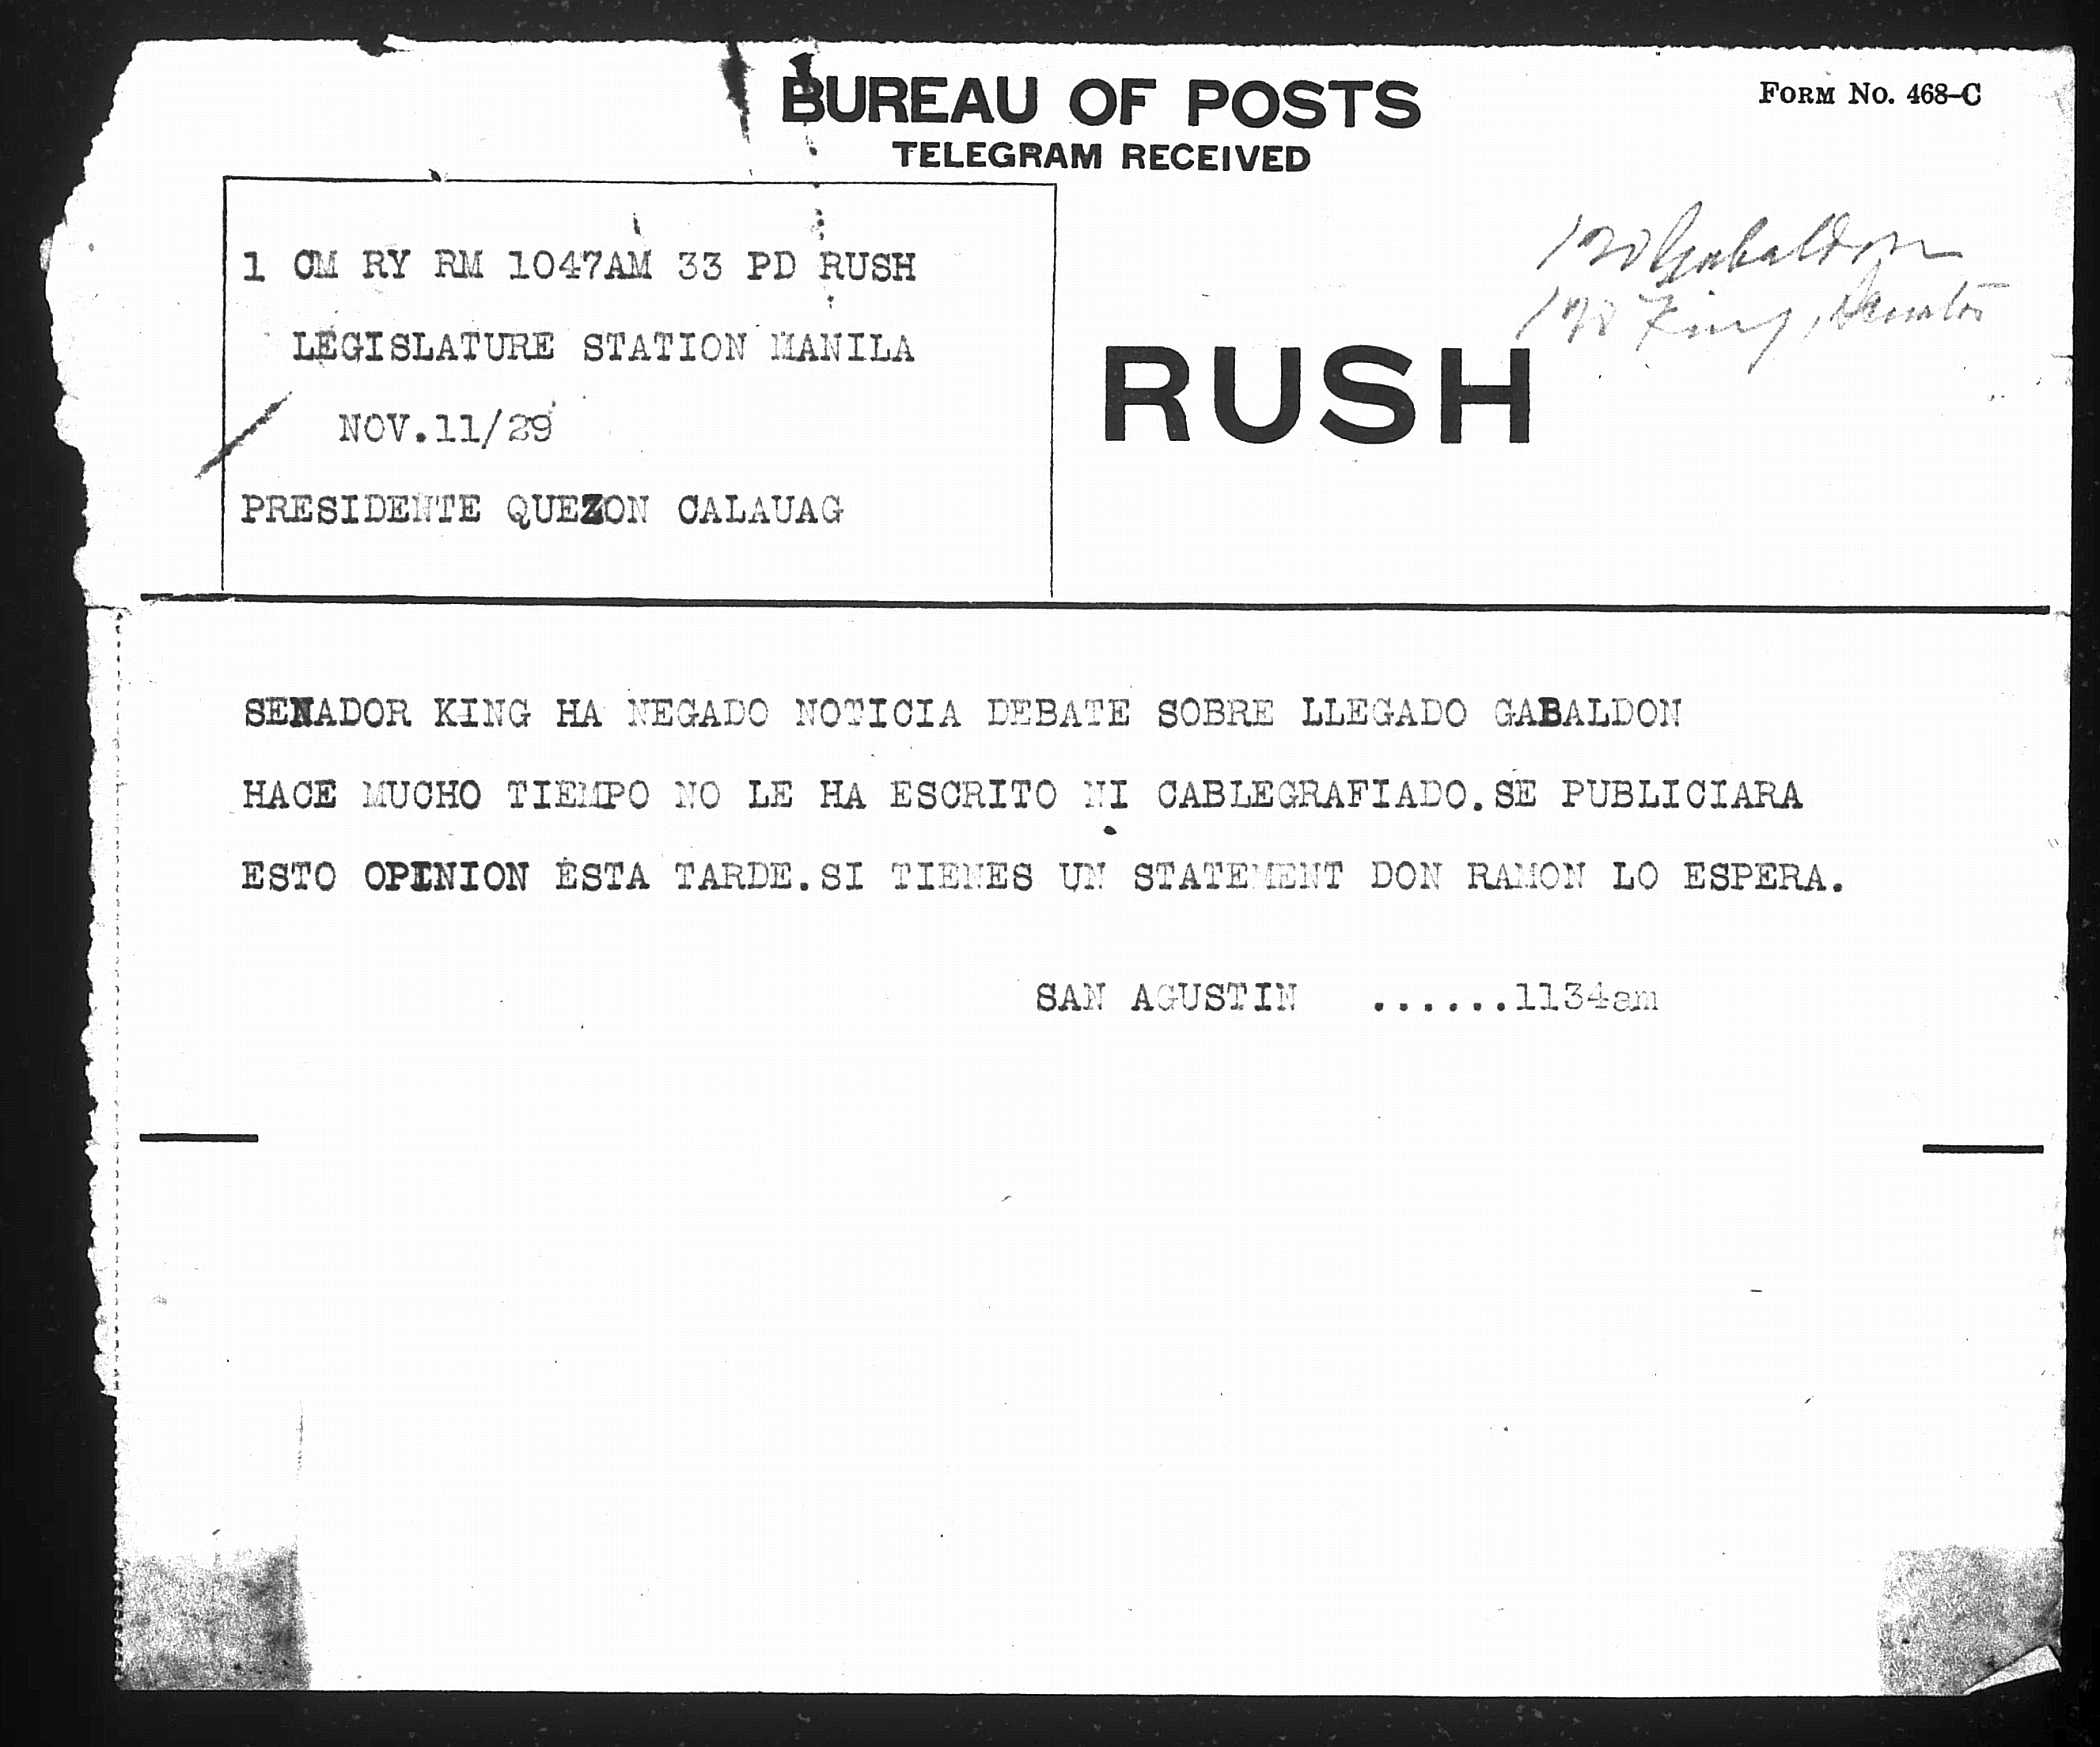 BUREAU OF POSTS
FORM NO. 468-C
TELEGRAM RECEIVED
1 CM RY RM 1047AM 33 PD RUSH
LEGISLATURE STATION MANILA
NOV.11/29
PRESIDENTE QUEZON CALAUAG
Gabaldon
King, Senator
RUSH
SENADOR KING HA NEGADO NOTICIA DEBATE SOBRE LLEGADO GABALDON
HACE MUCHO TIEMPO NO LE HA ESCRITO NI CABLEGRAFIADO.SE PUBLICIARA
ESTO OPINION ESTA TARDE.SI TIENES UN STATEMENT DON RAMON LO ESPERA.
SAN AGUSTIN ......1134am